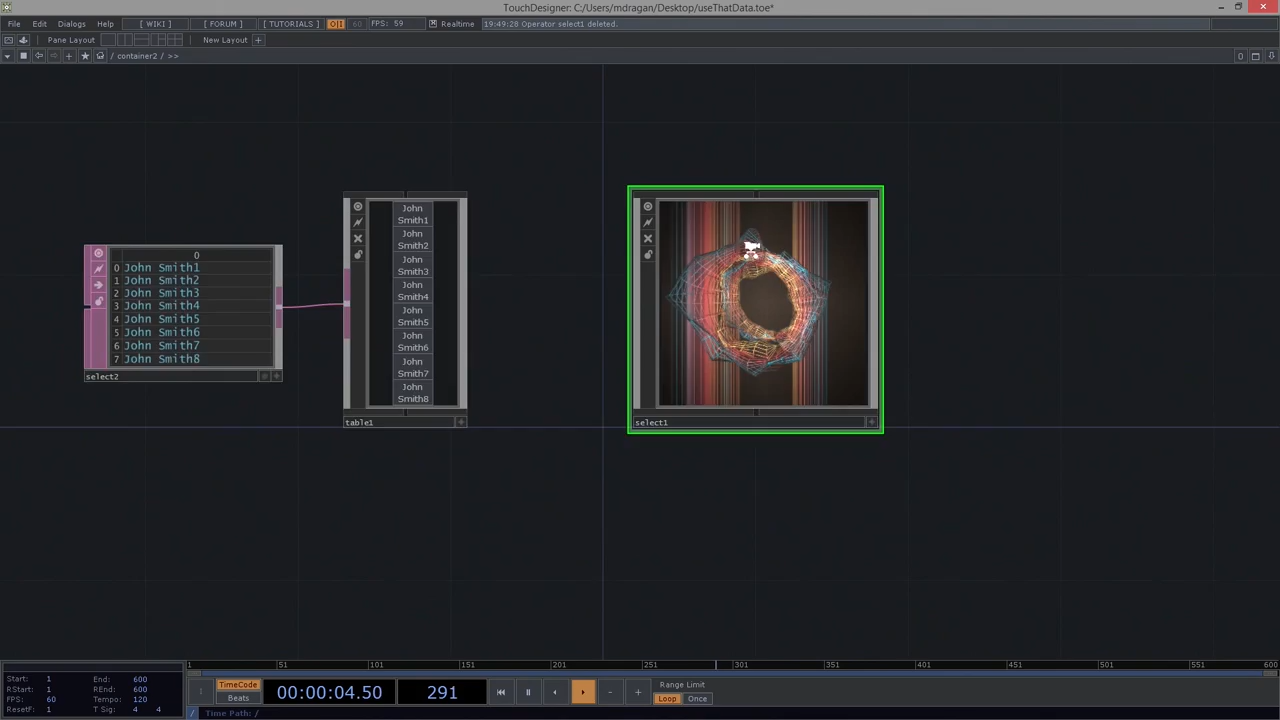 TouchDesigner: C:/Users/mdragan/Desktop/useThatData.toe*
File Edit Dialogs Help [ WIKI ] [ FORUM ] [ TUTORIALS ] O|I 60 FPS: 59 Realtime 19:49:28 Operator select1 deleted.
Pane Layout New Layout +
/ container2 / >> 0
0
0 John Smith1
1 John Smith2
2 John Smith3
3 John Smith4
4 John Smith5
5 John Smith6
6 John Smith7
7 John Smith8
select2
John
Smith1
John
Smith2
John
Smith3
John
Smith4
John
Smith5
John
Smith6
John
Smith7
John
Smith8
table1
select1
1 51 101 151 201 251 301 351 401 451 501 551 600
Start: 1 End: 600
RStart: 1 REnd: 600
FPS: 60 Tempo: 120
ResetF: 1 T Sig: 4 4
TimeCode
Beats
00:00:04.50 291
- +
Range Limit
Loop Once
/ Time Path: /